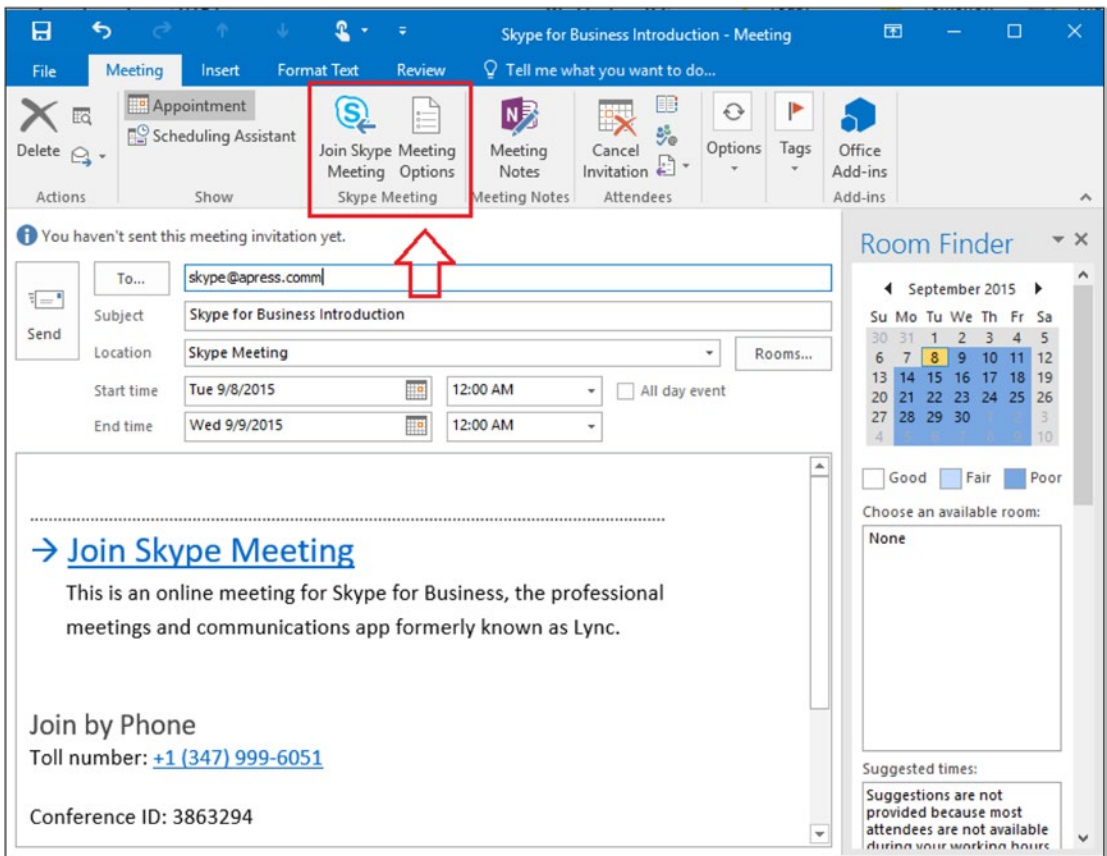 Skype for Business Introduction - Meeting
File Meeting Insert Format Text Review Tell me what you want to do...
Delete
Appointment
Scheduling Assistant
Join Skype Meeting
Meeting Options
Meeting Notes
Cancel Invitation
Options
Tags
Office Add-ins
Actions Show Skype Meeting Meeting Notes Attendees Add-ins
You haven't sent this meeting invitation yet.
Send
To... skype@apress.comm
Subject Skype for Business Introduction
Location Skype Meeting Rooms...
Start time Tue 9/8/2015 12:00 AM All day event
End time Wed 9/9/2015 12:00 AM
→ Join Skype Meeting
This is an online meeting for Skype for Business, the professional
meetings and communications app formerly known as Lync.
Join by Phone
Toll number: +1 (347) 999-6051
Conference ID: 3863294
Room Finder
September 2015
Su Mo Tu We Th Fr Sa
30 31 1 2 3 4 5
6 7 8 9 10 11 12
13 14 15 16 17 18 19
20 21 22 23 24 25 26
27 28 29 30 1 2 3
4 5 6 7 8 9 10
Good Fair Poor
Choose an available room:
None
Suggested times:
Suggestions are not
provided because most
attendees are not available
during your working hours